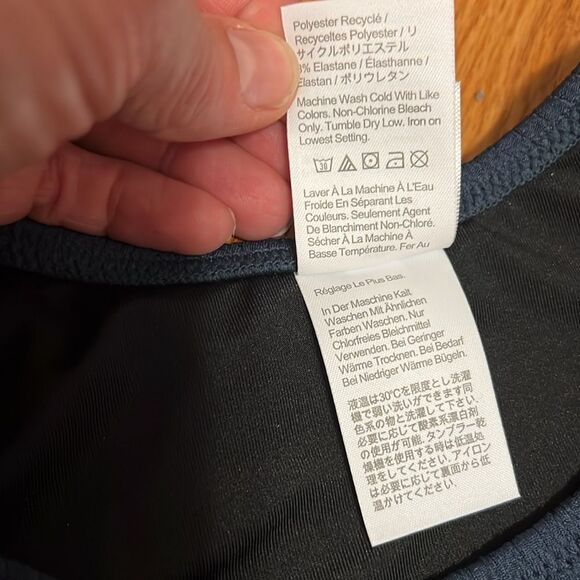 Polyester Recyclé /
Recyceltes Polyester / リ
サイクルポリエステル
% Elastane / Élasthanne /
Elastan / ポリウレタン
Machine Wash Cold With Like
Colors. Non-Chlorine Bleach
Only. Tumble Dry Low. Iron on
Lowest Setting.
30
Laver À La Machine À L'Eau
Froide En Séparant Les
Couleurs. Seulement Agent
De Blanchiment Non-Chloré.
Sécher À La Machine À
Basse Température. Fer Au
Réglage Le Plus Bas.
In Der Maschine Kalt
Waschen Mit Ähnlichen
Farben Waschen. Nur
Chlorfreies Bleichmittel
Verwenden. Bei Geringer
Wärme Trocknen. Bei Bedarf
Bei Niedriger Wärme Bügeln.
液温は30℃を限度とし洗濯
機で弱い洗いができます同
色系の物と洗濯して下さい.
必要に応じて酸素系漂白剤
の使用が可能. タンブラー乾
燥機を使用する時は低温処
理をしてください. アイロン
は必要に応じて裏面から低
温かけてください.